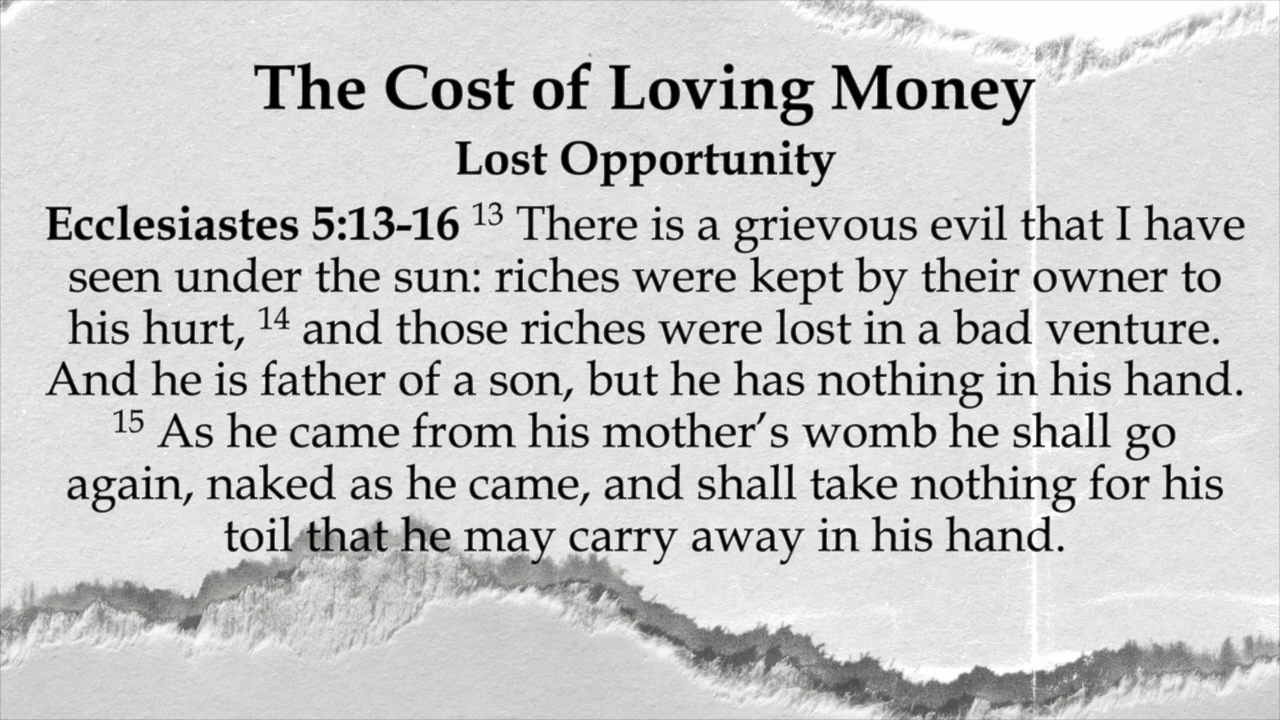 The Cost of Loving Money
Lost Opportunity
Ecclesiastes 5:13-16 13 There is a grievous evil that I have
seen under the sun: riches were kept by their owner to
his hurt, 14 and those riches were lost in a bad venture.
And he is father of a son, but he has nothing in his hand.
15 As he came from his mother’s womb he shall go
again, naked as he came, and shall take nothing for his
toil that he may carry away in his hand.